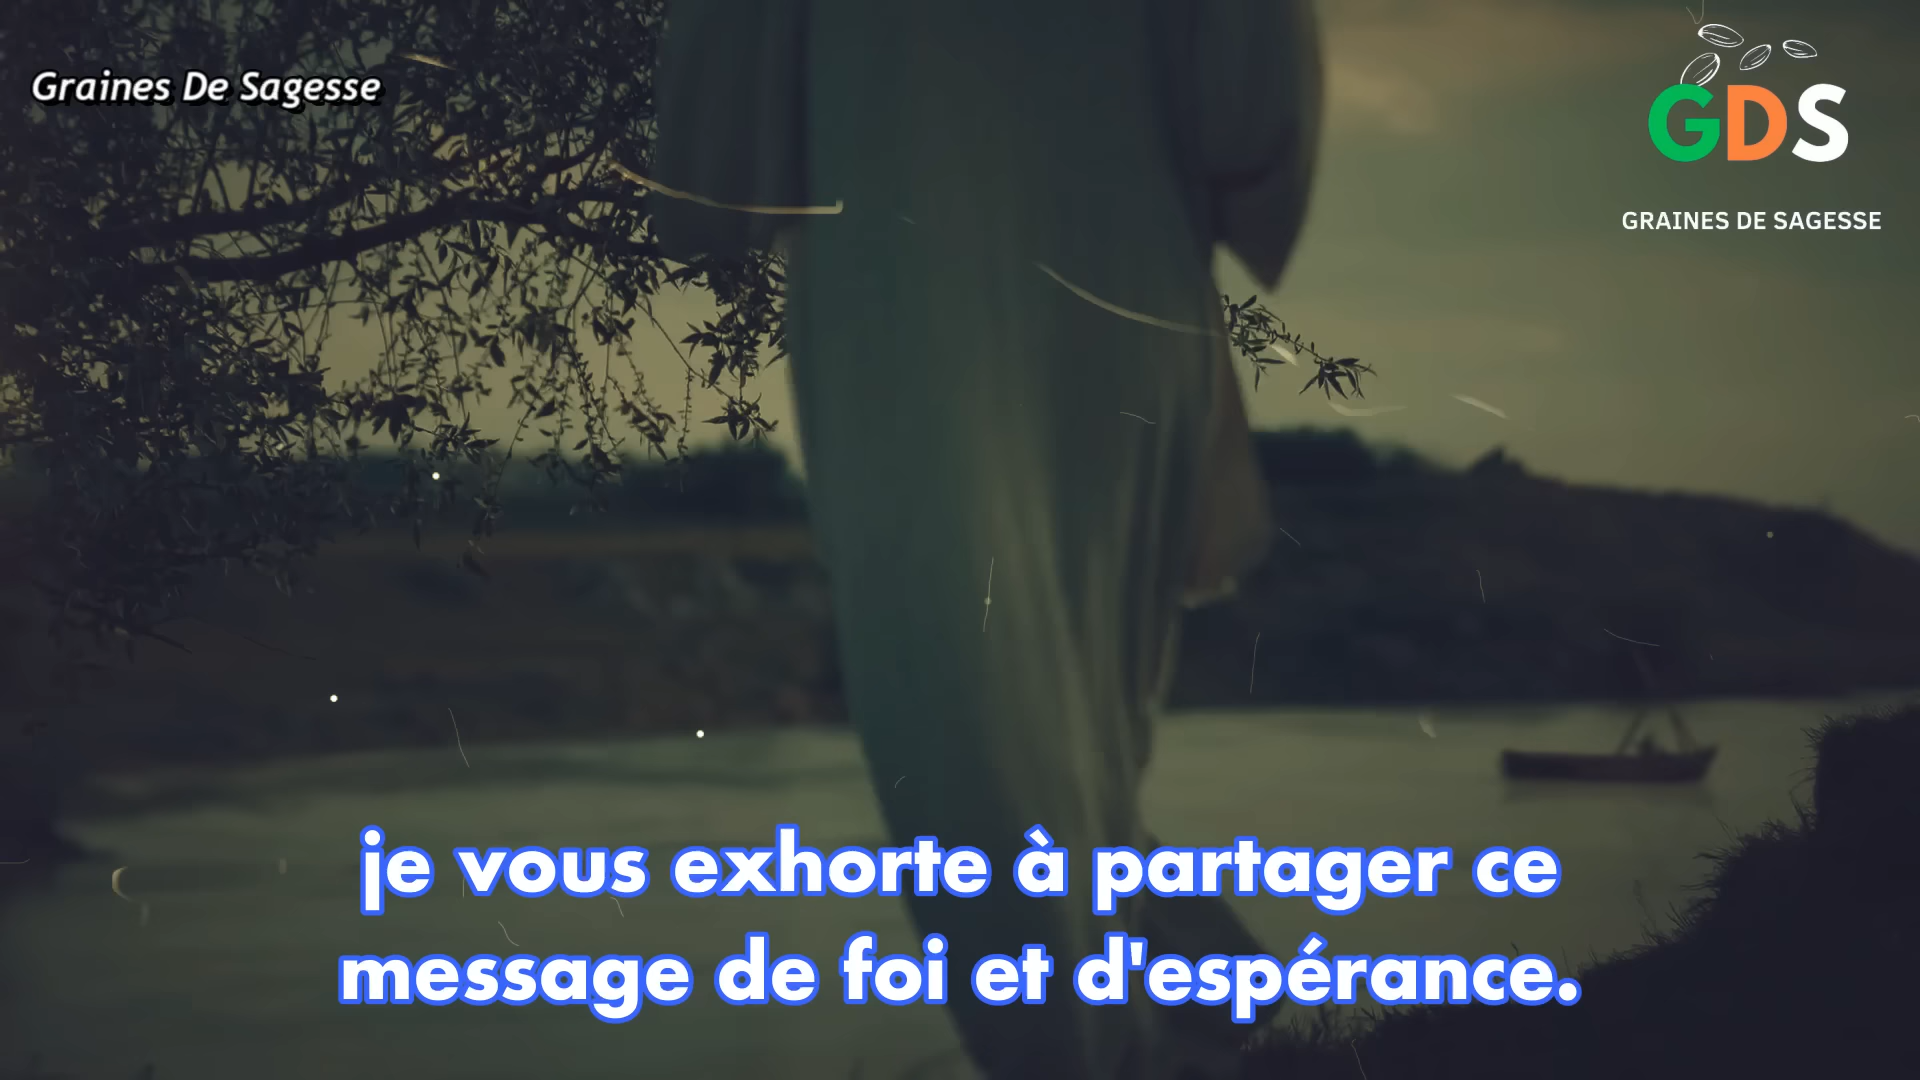 Graines De Sagesse
GDS
GRAINES DE SAGESSE
je vous exhorte à partager ce
message de foi et d'espérance.